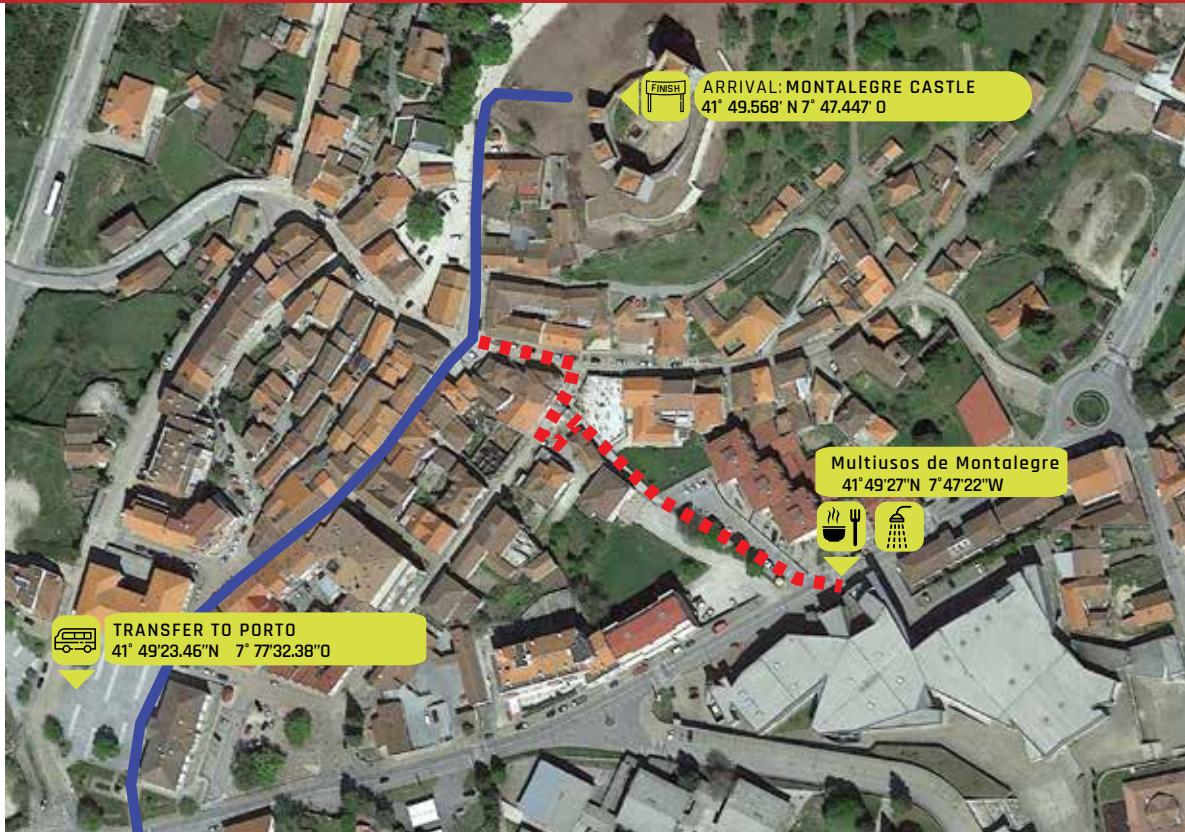 FINISH
ARRIVAL: MONTALEGRE CASTLE
41° 49.568' N 7° 47.447' O
Multiusos de Montalegre
41°49'27"N 7°47'22"W
TRANSFER TO PORTO
41° 49'23.46"N 7° 77'32.38"O